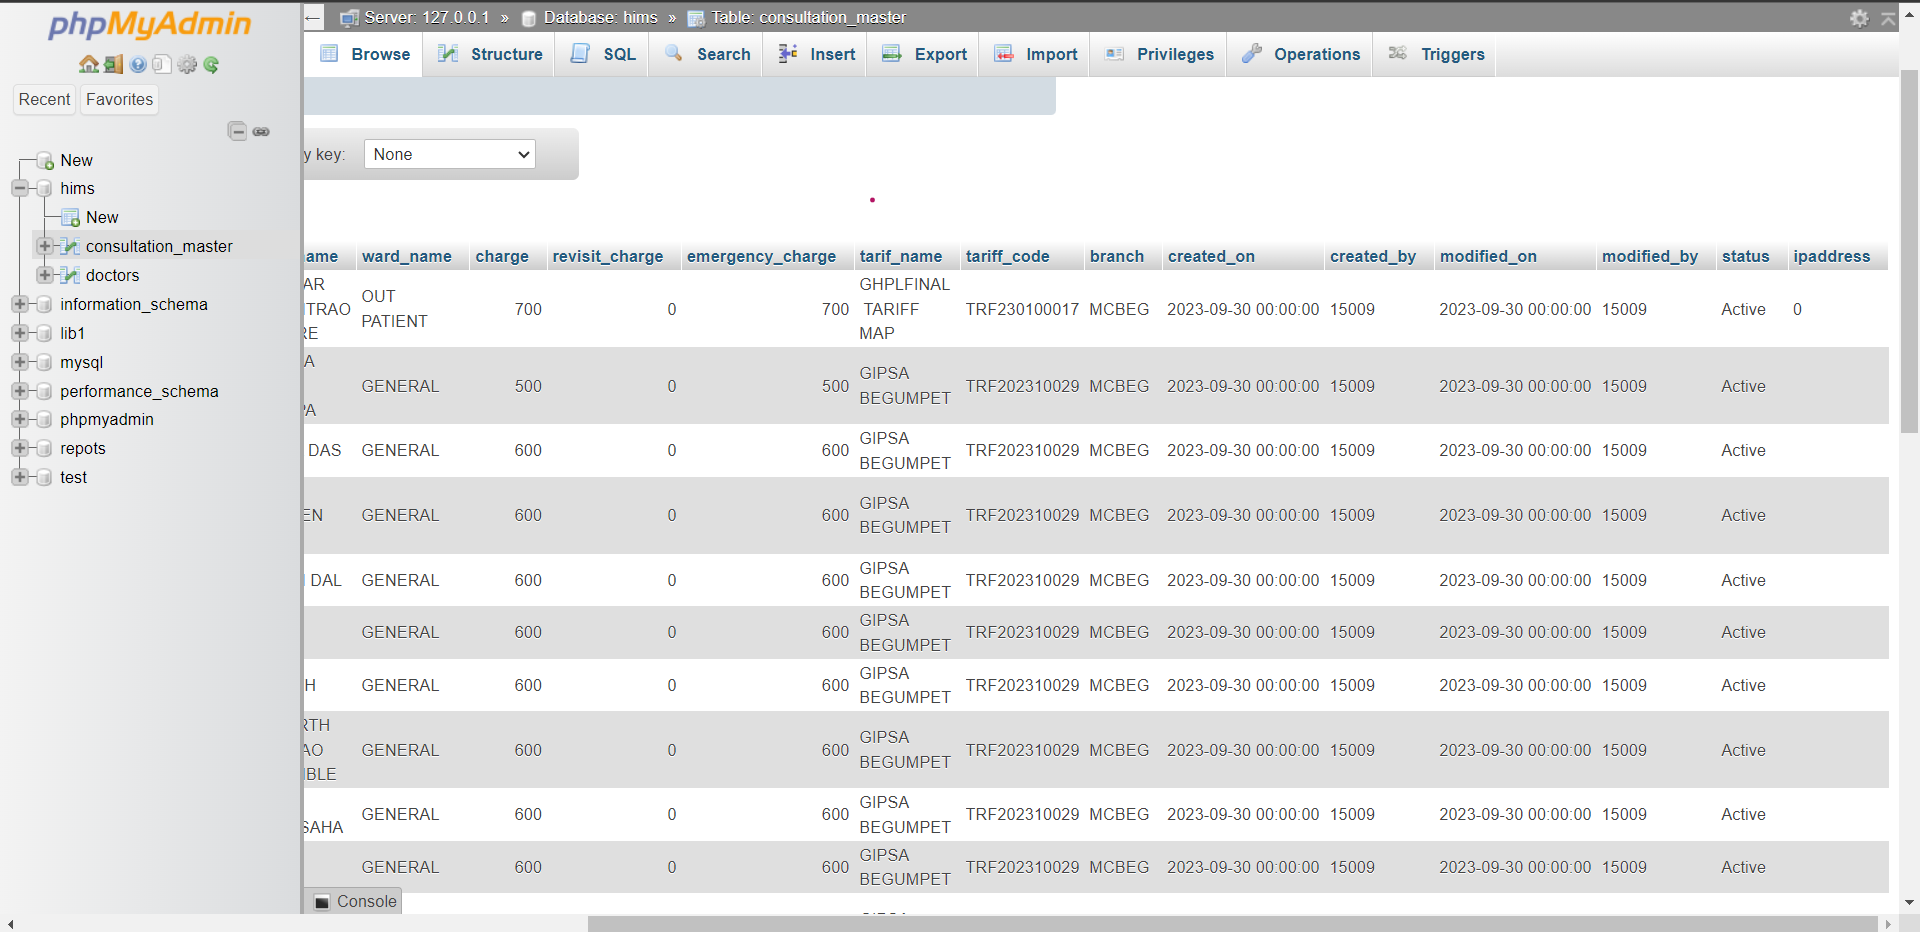 phpMyAdmin
Recent Favorites
New
hims
New
consultation_master
doctors
information_schema
lib1
mysql
performance_schema
phpmyadmin
repots
test
← Server: 127.0.0.1 » Database: hims » Table: consultation_master
Browse Structure SQL Search Insert Export Import Privileges Operations Triggers
y key: None
ame ward_name charge revisit_charge emergency_charge tarif_name tariff_code branch created_on created_by modified_on modified_by status ipaddress
AR
NTRAO
RE OUT
PATIENT 700 0 700 GHPLFINAL
TARIFF
MAP TRF230100017 MCBEG 2023-09-30 00:00:00 15009 2023-09-30 00:00:00 15009 Active 0
A
PA GENERAL 500 0 500 GIPSA
BEGUMPET TRF202310029 MCBEG 2023-09-30 00:00:00 15009 2023-09-30 00:00:00 15009 Active
DAS GENERAL 600 0 600 GIPSA
BEGUMPET TRF202310029 MCBEG 2023-09-30 00:00:00 15009 2023-09-30 00:00:00 15009 Active
EN GENERAL 600 0 600 GIPSA
BEGUMPET TRF202310029 MCBEG 2023-09-30 00:00:00 15009 2023-09-30 00:00:00 15009 Active
DAL GENERAL 600 0 600 GIPSA
BEGUMPET TRF202310029 MCBEG 2023-09-30 00:00:00 15009 2023-09-30 00:00:00 15009 Active
GENERAL 600 0 600 GIPSA
BEGUMPET TRF202310029 MCBEG 2023-09-30 00:00:00 15009 2023-09-30 00:00:00 15009 Active
H GENERAL 600 0 600 GIPSA
BEGUMPET TRF202310029 MCBEG 2023-09-30 00:00:00 15009 2023-09-30 00:00:00 15009 Active
RTH
AO
IBLE GENERAL 600 0 600 GIPSA
BEGUMPET TRF202310029 MCBEG 2023-09-30 00:00:00 15009 2023-09-30 00:00:00 15009 Active
SAHA GENERAL 600 0 600 GIPSA
BEGUMPET TRF202310029 MCBEG 2023-09-30 00:00:00 15009 2023-09-30 00:00:00 15009 Active
GENERAL 600 0 600 GIPSA
BEGUMPET TRF202310029 MCBEG 2023-09-30 00:00:00 15009 2023-09-30 00:00:00 15009 Active
Console